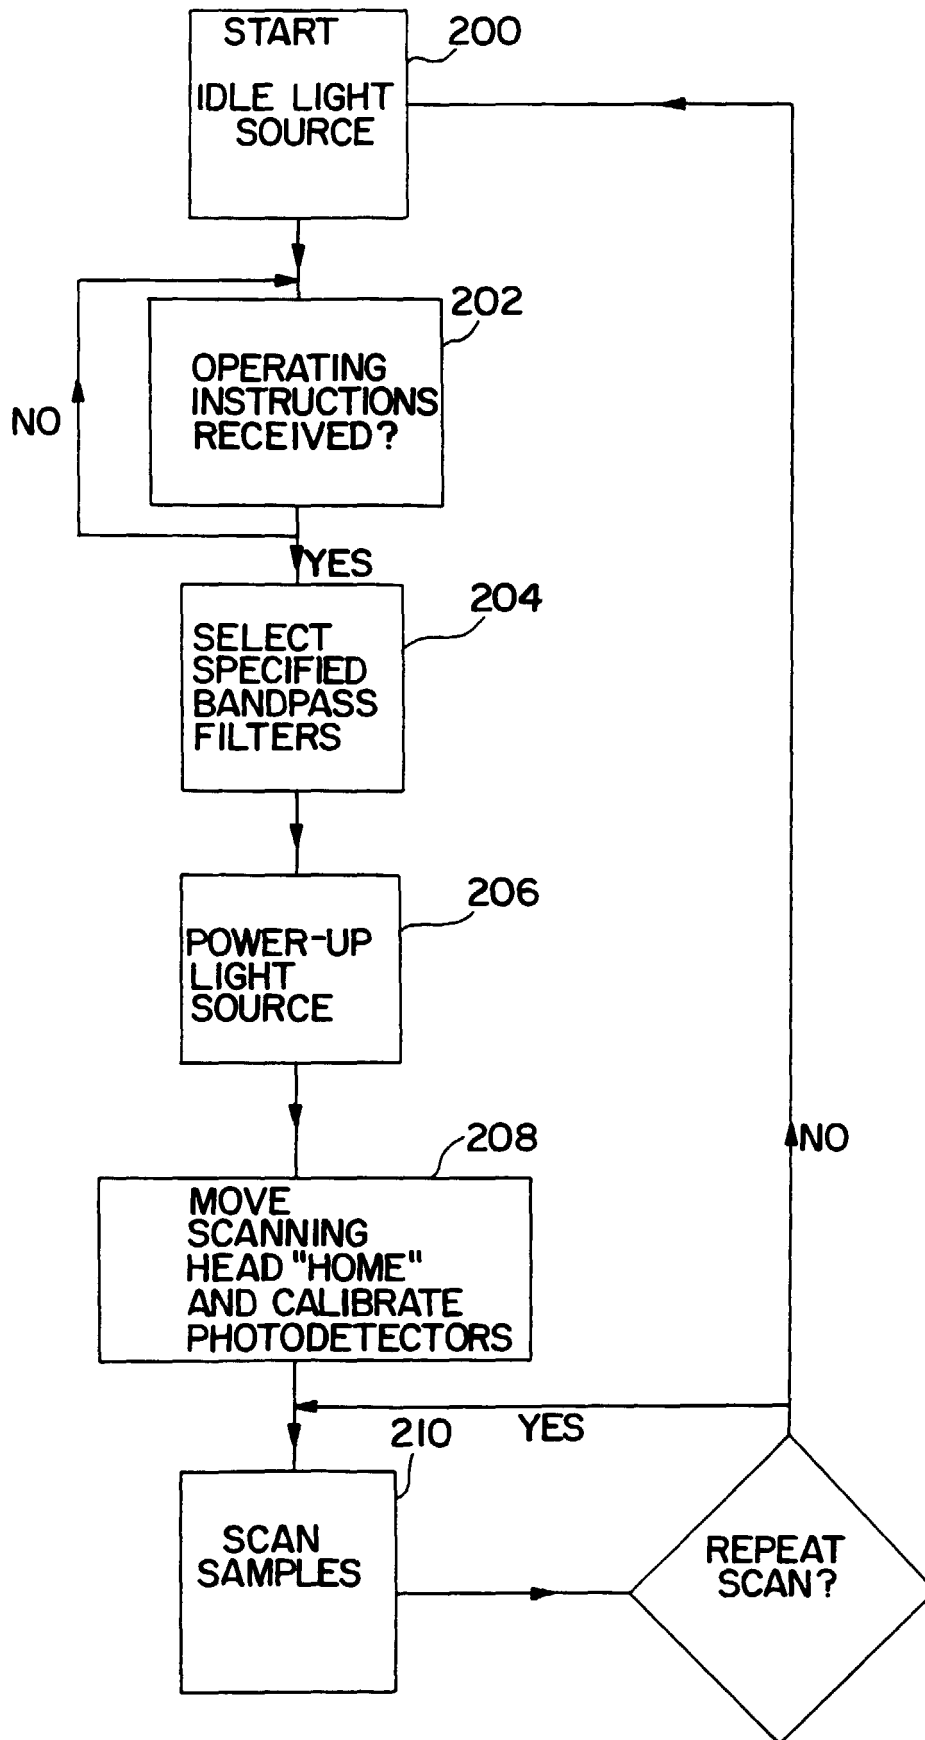 START
200
IDLE LIGHT
SOURCE
202
OPERATING
INSTRUCTIONS
RECEIVED?
NO
YES
204
SELECT
SPECIFIED
BANDPASS
FILTERS
206
POWER-UP
LIGHT
SOURCE
208
NO
MOVE
SCANNING
HEAD "HOME"
AND CALIBRATE
PHOTODETECTORS
YES
210
SCAN
SAMPLES
REPEAT
SCAN?